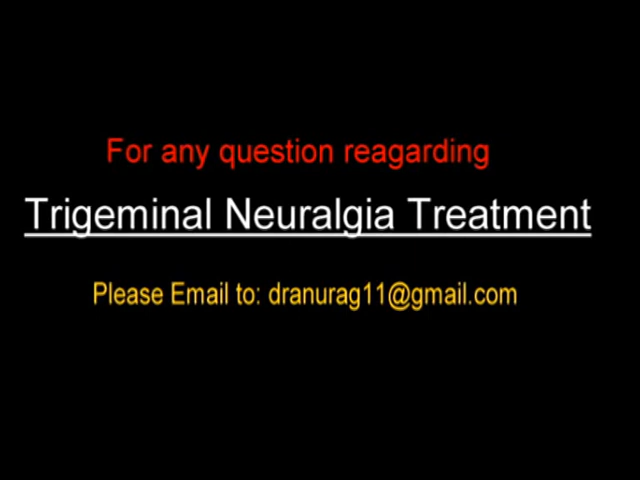 For any question reagarding
Trigeminal Neuralgia Treatment
Please Email to: dranurag11@gmail.com